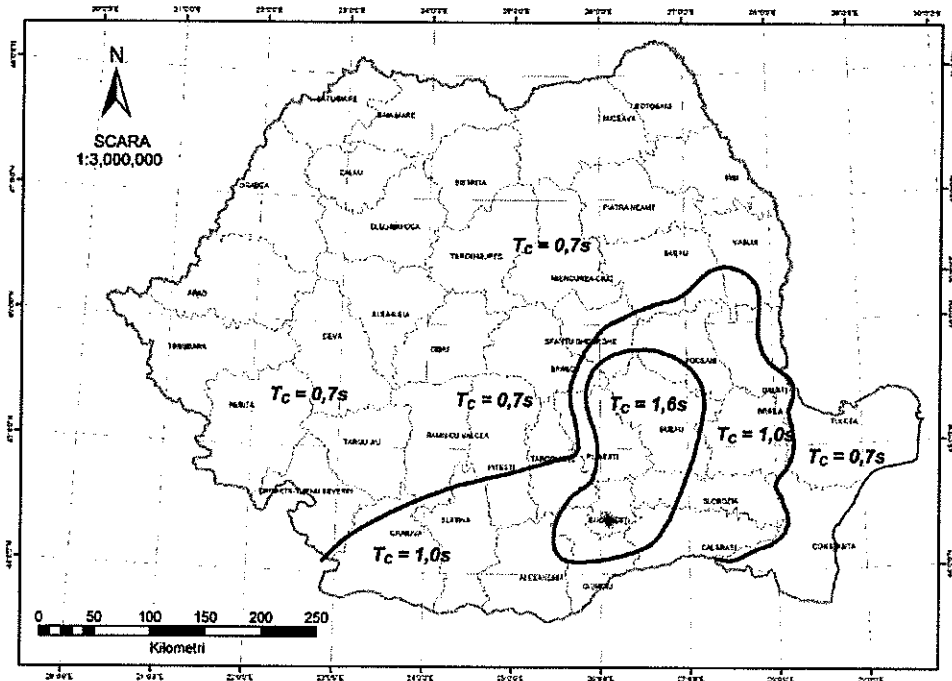 N
SCARA
1:3,000,000
SATU MARE
BAIA MARE
SUCEAVA
BOTOSANI
ZALAU
BISTRITA
ORADEA
IASI
PIATRA NEAMT
CLUJ-NAPOCA
TARGU MURES
T_C = 0,7s
BACAU
VASLUI
MIERCUREA-CIUC
ARAD
ALBA IULIA
DEVA
SIBIU
SFANTU GHEORGHE
TIMISOARA
BRASOV
FOCSANI
GALATI
RESITA
T_C = 0,7s
T_C = 0,7s
T_C = 1,6s
BRAILA
TULCEA
BUZAU
T_C = 1,0s
TARGU JIU
RAMNICU VALCEA
PITESTI
TARGOVISTE
PLOIESTI
T_C = 0,7s
DROBETA-TURNU SEVERIN
SLOBOZIA
CRAIOVA
SLATINA
BUCURESTI
T_C = 1,0s
CALARASI
CONSTANTA
ALEXANDRIA
GIURGIU
0 50 100 150 200 250
Kilometri